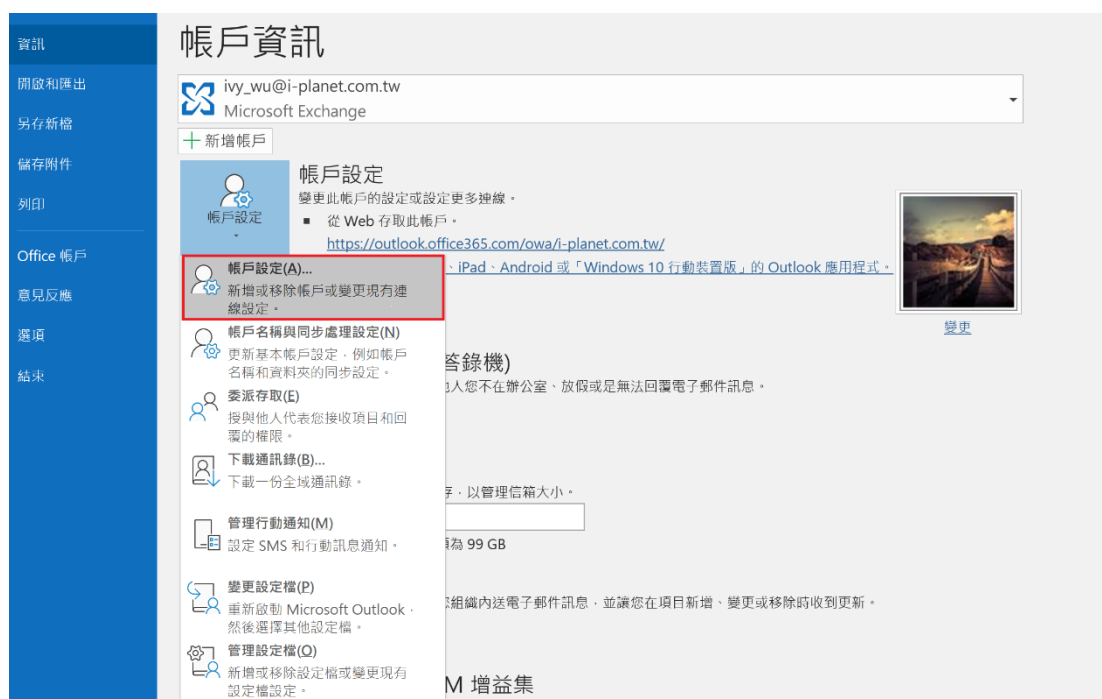 資訊
開啟和匯出
另存新檔
儲存附件
列印
Office 帳戶
意見反應
選項
結束
帳戶資訊
ivy_wu@i-planet.com.tw
Microsoft Exchange
新增帳戶
帳戶設定
帳戶設定
變更此帳戶的設定或設定更多連線。
■ 從 Web 存取此帳戶。
https://outlook.office365.com/owa/i-planet.com.tw/
、iPad、Android 或「Windows 10 行動裝置版」的 Outlook 應用程式。
變更
帳戶設定(A)...
新增或移除帳戶或變更現有連
線設定。
帳戶名稱與同步處理設定(N)
更新基本帳戶設定，例如帳戶
名稱和資料夾的同步設定。
委派存取(E)
授與他人代表您接收項目和回
覆的權限。
下載通訊錄(B)...
下載一份全域通訊錄。
管理行動通知(M)
設定 SMS 和行動訊息通知。
變更設定檔(P)
重新啟動 Microsoft Outlook，
然後選擇其他設定檔。
管理設定檔(O)
新增或移除設定檔或變更現有
設定檔設定。
答錄機)
人您不在辦公室、放假或是無法回覆電子郵件訊息。
，以管理信箱大小。
為 99 GB
組織內送電子郵件訊息，並讓您在項目新增、變更或移除時收到更新。
M 增益集